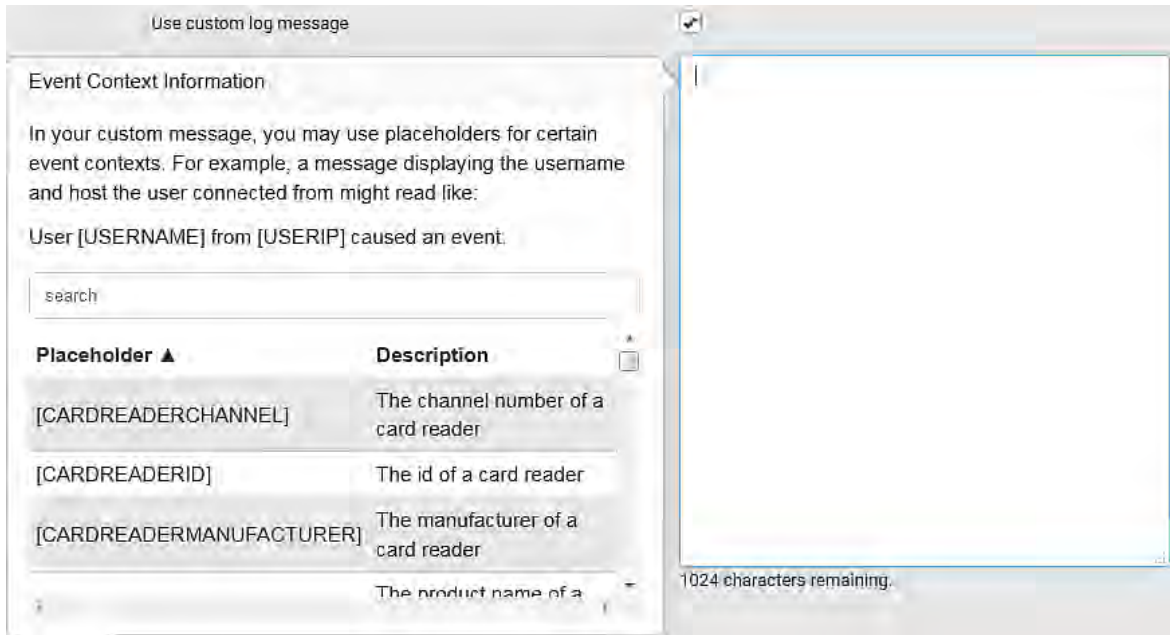 Use custom log message
Event Context Information
In your custom message, you may use placeholders for certain
event contexts. For example, a message displaying the username
and host the user connected from might read like:
User [USERNAME] from [USERIP] caused an event.
search
Placeholder ▲ Description
[CARDREADERCHANNEL] The channel number of a
card reader
[CARDREADERID] The id of a card reader
[CARDREADERMANUFACTURER] The manufacturer of a
card reader
The product name of a
1024 characters remaining.